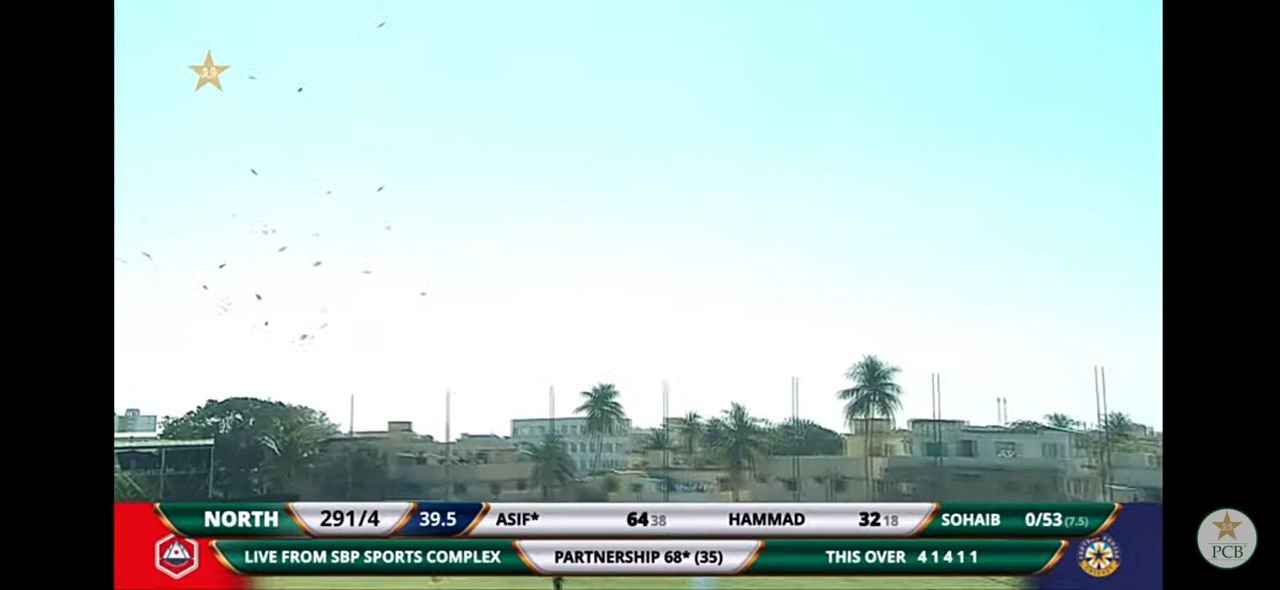 NORTH 291/4 39.5 ASIF* 64 38 HAMMAD 32 18 SOHAIB 0/53 (7.5)
LIVE FROM SBP SPORTS COMPLEX PARTNERSHIP 68* (35) THIS OVER 4 1 4 1 1
PCB